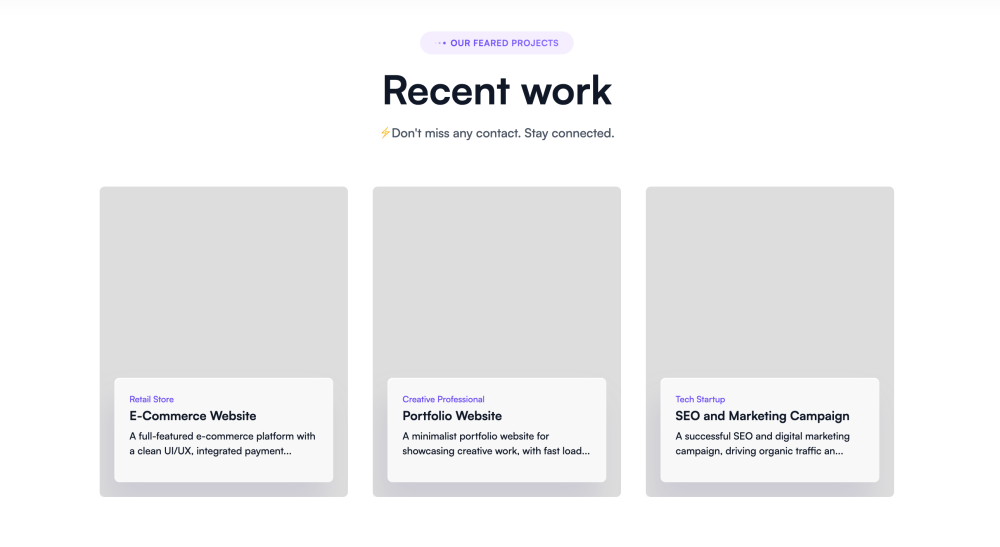 OUR FEARED PROJECTS
Recent work
⚡Don't miss any contact. Stay connected.
Retail Store
E-Commerce Website
A full-featured e-commerce platform with
a clean UI/UX, integrated payment...
Creative Professional
Portfolio Website
A minimalist portfolio website for
showcasing creative work, with fast load...
Tech Startup
SEO and Marketing Campaign
A successful SEO and digital marketing
campaign, driving organic traffic an...